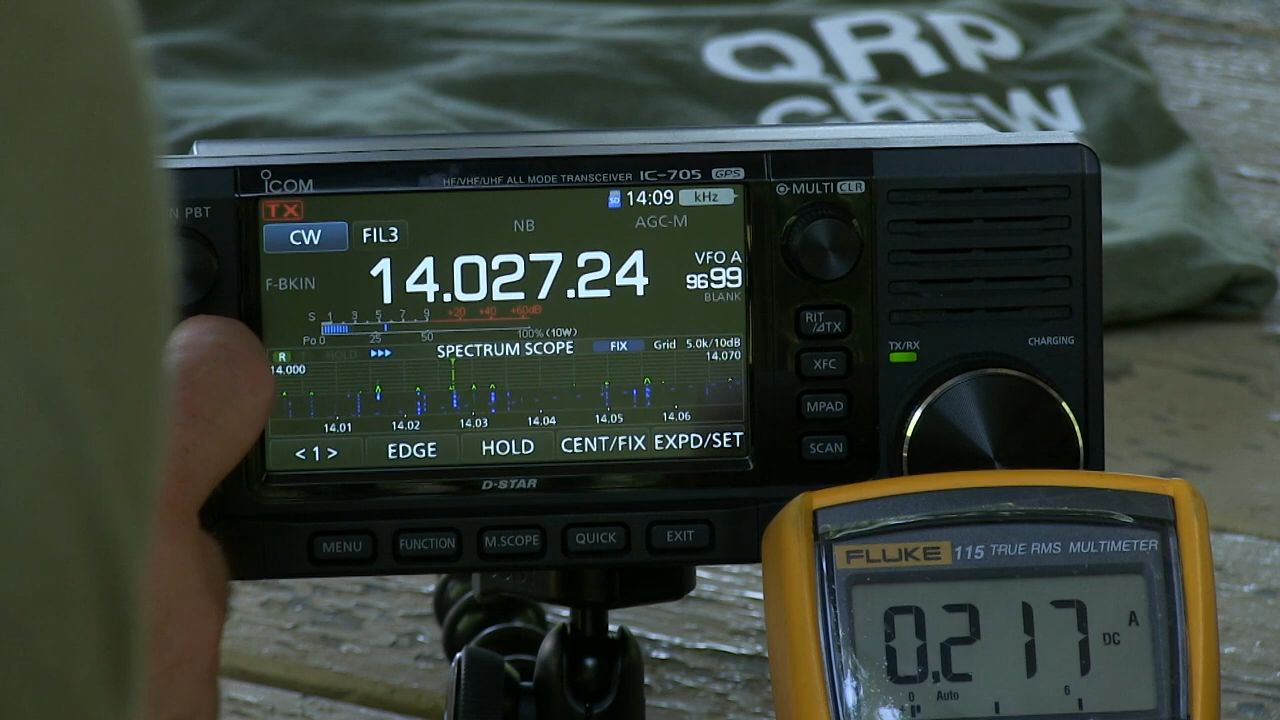 QRP
CREW
ICOM
HF/VHF/UHF ALL MODE TRANSCEIVER IC-705 GPS
N PBT
MULTI CLR
TX
14:09 kHz
CW FIL3 NB AGC-M
F-BKIN 14.027.24 VFO A
9699
BLANK
S 1 3 5 7 9 +20 +40 +60dB
Po 0 25 50 100% (10W)
R HOLD SPECTRUM SCOPE FIX Grid 5.0k/10dB
14.000 14.070
14.01 14.02 14.03 14.04 14.05 14.06
< 1 > EDGE HOLD CENT/FIX EXPD/SET
D-STAR
RIT/⊿TX
XFC
MPAD
SCAN
TX/RX CHARGING
MENU FUNCTION M.SCOPE QUICK EXIT
FLUKE 115 TRUE RMS MULTIMETER
0.217 DC A
0 Auto 6